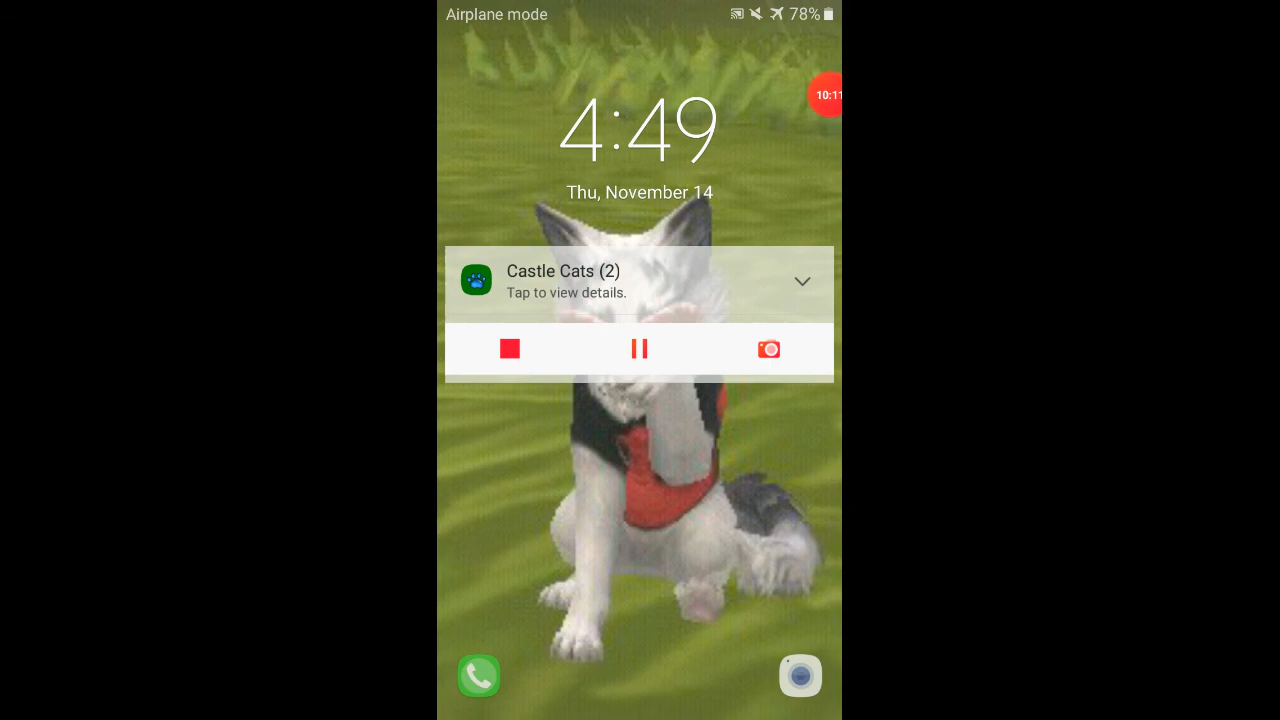 Airplane mode
78%
10:11
4:49
Thu, November 14
Castle Cats (2)
Tap to view details.